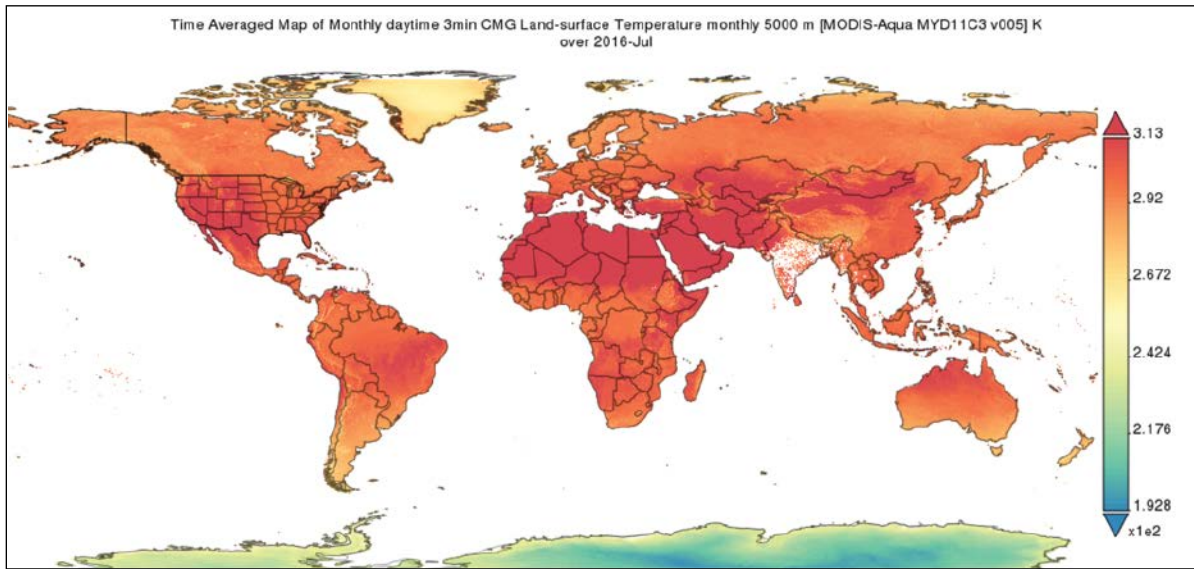 Time Averaged Map of Monthly daytime 3min CMG Land-surface Temperature monthly 5000 m [MODIS-Aqua MYD11C3 v005] K
over 2016-Jul
3.13
2.92
2.672
2.424
2.176
1.928
x1e2